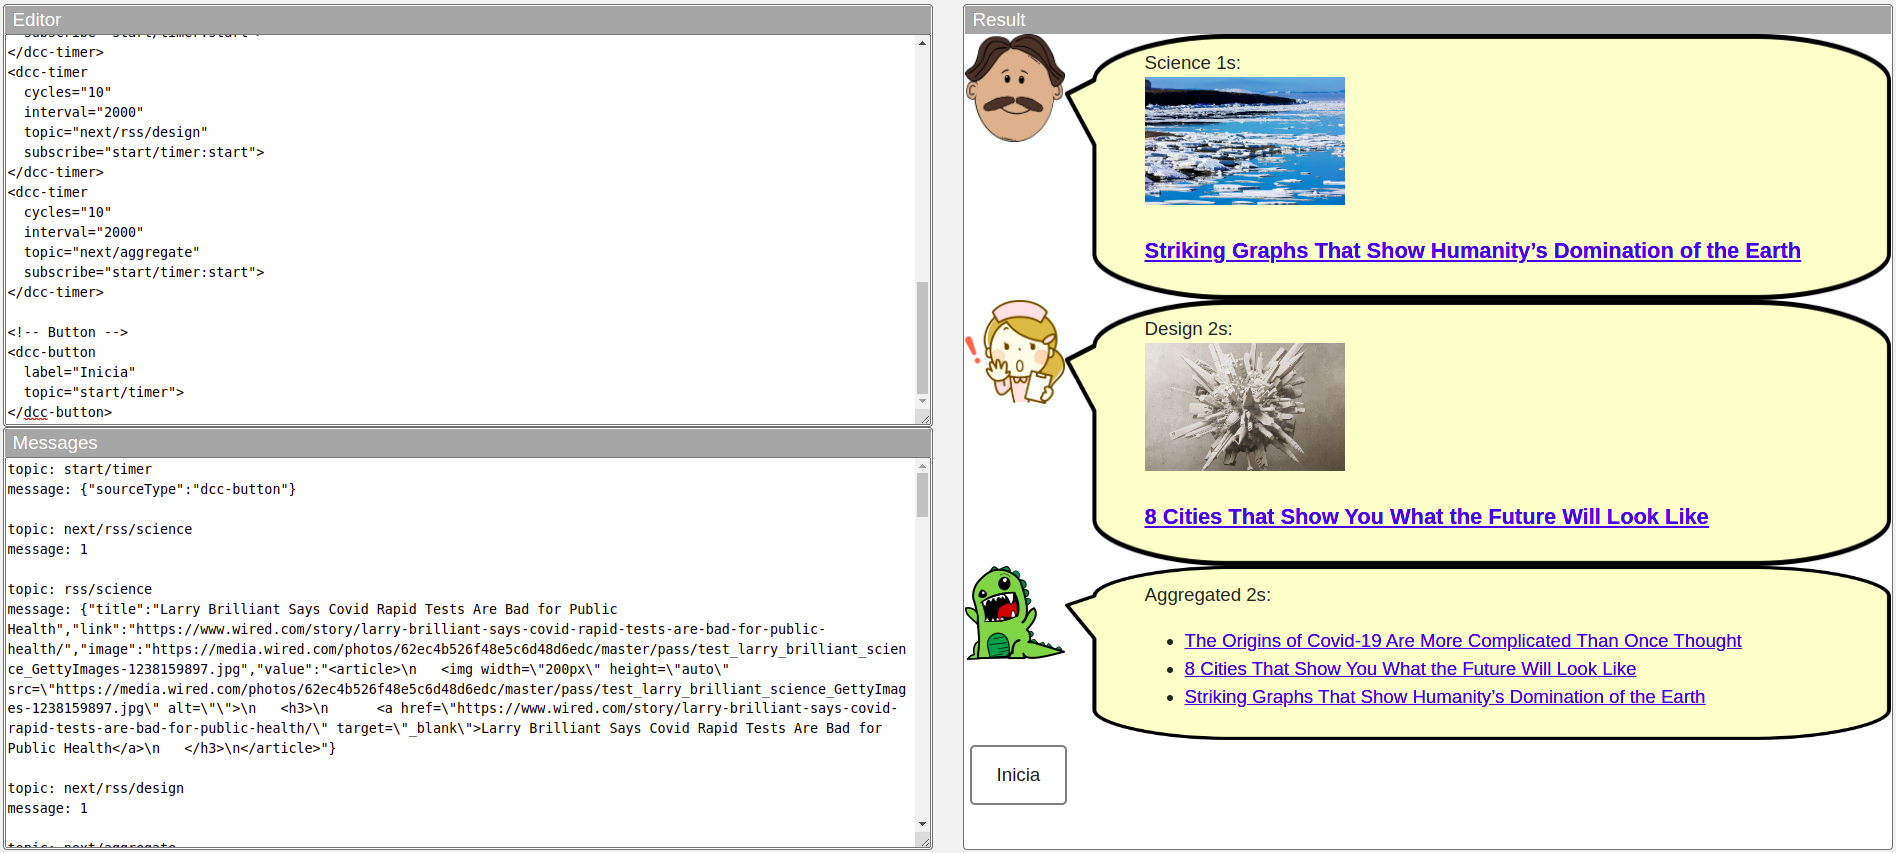 Editor
subscribe="start/timer:start">
</dcc-timer>
<dcc-timer
  cycles="10"
  interval="2000"
  topic="next/rss/design"
  subscribe="start/timer:start">
</dcc-timer>
<dcc-timer
  cycles="10"
  interval="2000"
  topic="next/aggregate"
  subscribe="start/timer:start">
</dcc-timer>
<!-- Button -->
<dcc-button
  label="Inicia"
  topic="start/timer">
</dcc-button>
Messages
topic: start/timer
message: {"sourceType":"dcc-button"}
topic: next/rss/science
message: 1
topic: rss/science
message: {"title":"Larry Brilliant Says Covid Rapid Tests Are Bad for Public
Health","link":"https://www.wired.com/story/larry-brilliant-says-covid-rapid-tests-are-bad-for-public-
health/","image":"https://media.wired.com/photos/62ec4b526f48e5c6d48d6edc/master/pass/test_larry_brilliant_scien
ce_GettyImages-1238159897.jpg","value":"<article>\n   <img width=\"200px\" height=\"auto\"
src=\"https://media.wired.com/photos/62ec4b526f48e5c6d48d6edc/master/pass/test_larry_brilliant_science_GettyImag
es-1238159897.jpg\" alt=\"\">\n   <h3>\n      <a href=\"https://www.wired.com/story/larry-brilliant-says-covid-
rapid-tests-are-bad-for-public-health/\" target=\"_blank\">Larry Brilliant Says Covid Rapid Tests Are Bad for
Public Health</a>\n   </h3>\n</article>"}
topic: next/rss/design
message: 1
topic: next/aggregate
Result
Science 1s:
Striking Graphs That Show Humanity’s Domination of the Earth
Design 2s:
8 Cities That Show You What the Future Will Look Like
Aggregated 2s:
• The Origins of Covid-19 Are More Complicated Than Once Thought
• 8 Cities That Show You What the Future Will Look Like
• Striking Graphs That Show Humanity’s Domination of the Earth
Inicia